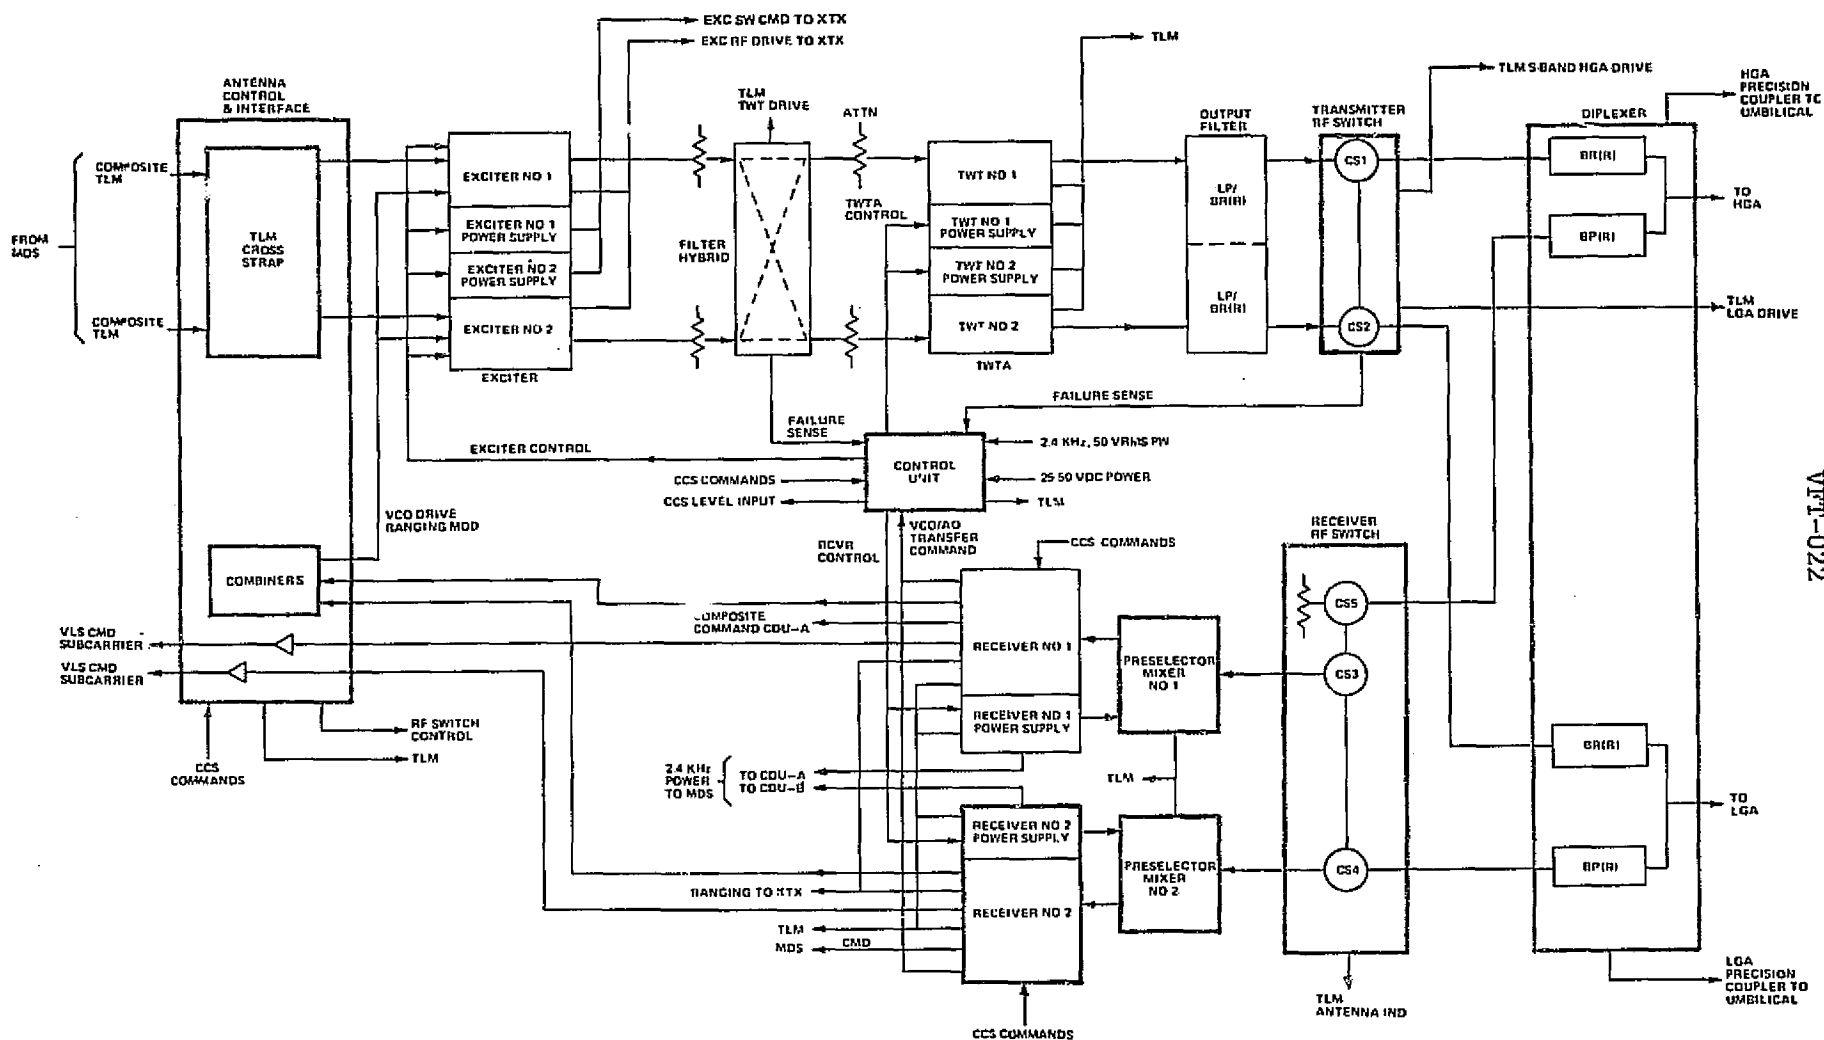 EXC SW CMD TO XTX
EXC RF DRIVE TO XTX
TLM
TLM S-BAND HGA DRIVE
HGA
PRECISION
COUPLER TO
UMBILICAL
ANTENNA
CONTROL
& INTERFACE
TLM
TWT DRIVE
ATTN
OUTPUT
FILTER
TRANSMITTER
RF SWITCH
DIPLEXER
COMPOSITE
TLM
FROM
MDS
COMPOSITE
TLM
TLM
CROSS
STRAP
EXCITER NO 1
EXCITER NO 1
POWER SUPPLY
EXCITER NO 2
POWER SUPPLY
EXCITER NO 2
EXCITER
FILTER
HYBRID
TWTA
CONTROL
TWT NO 1
TWT NO 1
POWER SUPPLY
TWT NO 2
POWER SUPPLY
TWT NO 2
TWTA
LP/
BR(R)
LP/
BR(R)
CS1
CS2
BR(R)
BP(R)
TO
HGA
TLM
LGA DRIVE
FAILURE SENSE
FAILURE
SENSE
EXCITER CONTROL
CONTROL
UNIT
2.4 KHz, 50 VRMS PW
25-50 VDC POWER
TLM
CCS COMMANDS
CCS LEVEL INPUT
VTT-022
VCO DRIVE
RANGING MOD
RCVR
CONTROL
VCO/AO
TRANSFER
COMMAND
CCS COMMANDS
RECEIVER
RF SWITCH
COMBINERS
COMPOSITE
COMMAND CDU-A
VLS CMD
SUBCARRIER
VLS CMD
SUBCARRIER
RECEIVER NO 1
RECEIVER NO 1
POWER SUPPLY
PRESELECTOR
MIXER
NO 1
CS5
CS3
CS4
RF SWITCH
CONTROL
TLM
CCS
COMMANDS
2.4 KHz
POWER
TO MDS
TO CDU-A
TO CDU-B
TLM
RECEIVER NO 2
POWER SUPPLY
RECEIVER NO 2
PRESELECTOR
MIXER
NO 2
BR(R)
BP(R)
TO
LGA
RANGING TO XTX
TLM
MDS
CMD
CCS COMMANDS
TLM
ANTENNA IND
LGA
PRECISION
COUPLER TO
UMBILICAL